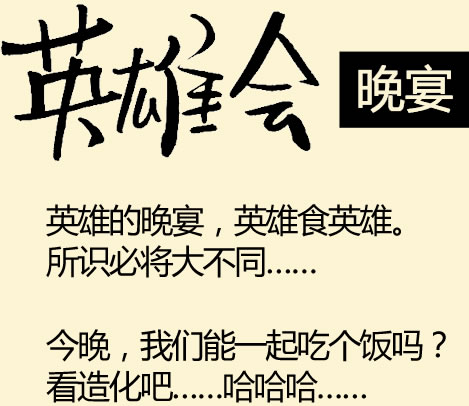 英雄会
晚宴
英雄的晚宴，英雄食英雄。
所识必将大不同……
今晚，我们能一起吃个饭吗？
看造化吧……哈哈哈……